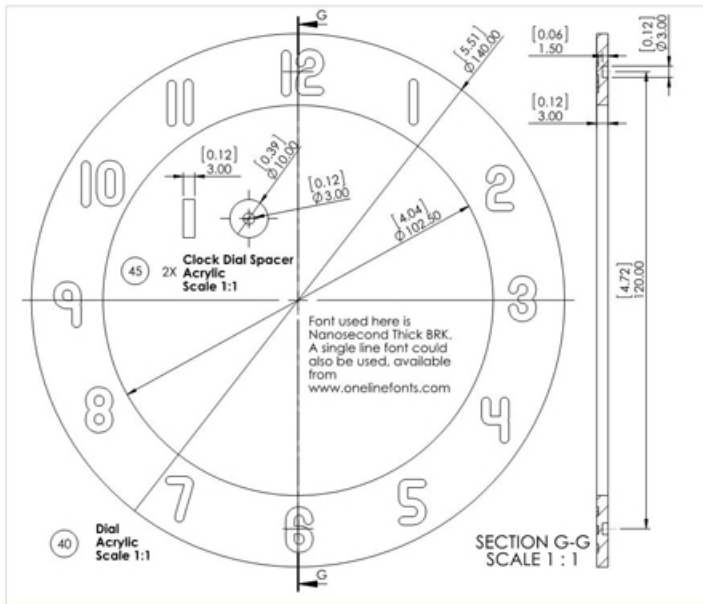 G
[5.51]
Ø140.00
[0.06]
1.50
[0.12]
Ø3.00
[0.12]
3.00
12
1
2
3
4
5
6
7
8
9
10
11
[0.12]
3.00
[0.39]
Ø10.00
[0.12]
Ø3.00
[4.04]
Ø102.50
[4.72]
120.00
45
2X
Clock Dial Spacer
Acrylic
Scale 1:1
Font used here is
Nanosecond Thick BRK.
A single line font could
also be used, available
from
www.onelinefonts.com
40
Dial
Acrylic
Scale 1:1
SECTION G-G
SCALE 1 : 1
G